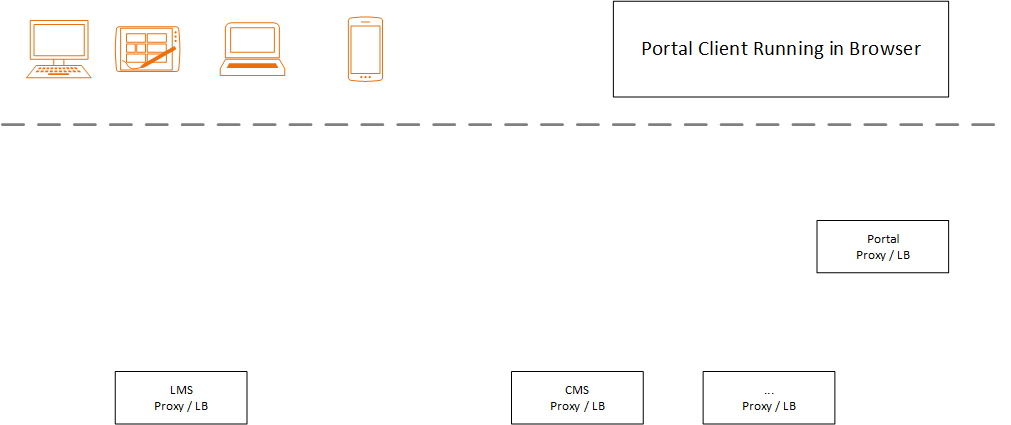 Portal Client Running in Browser
Portal
Proxy / LB
LMS
Proxy / LB
CMS
Proxy / LB
...
Proxy / LB